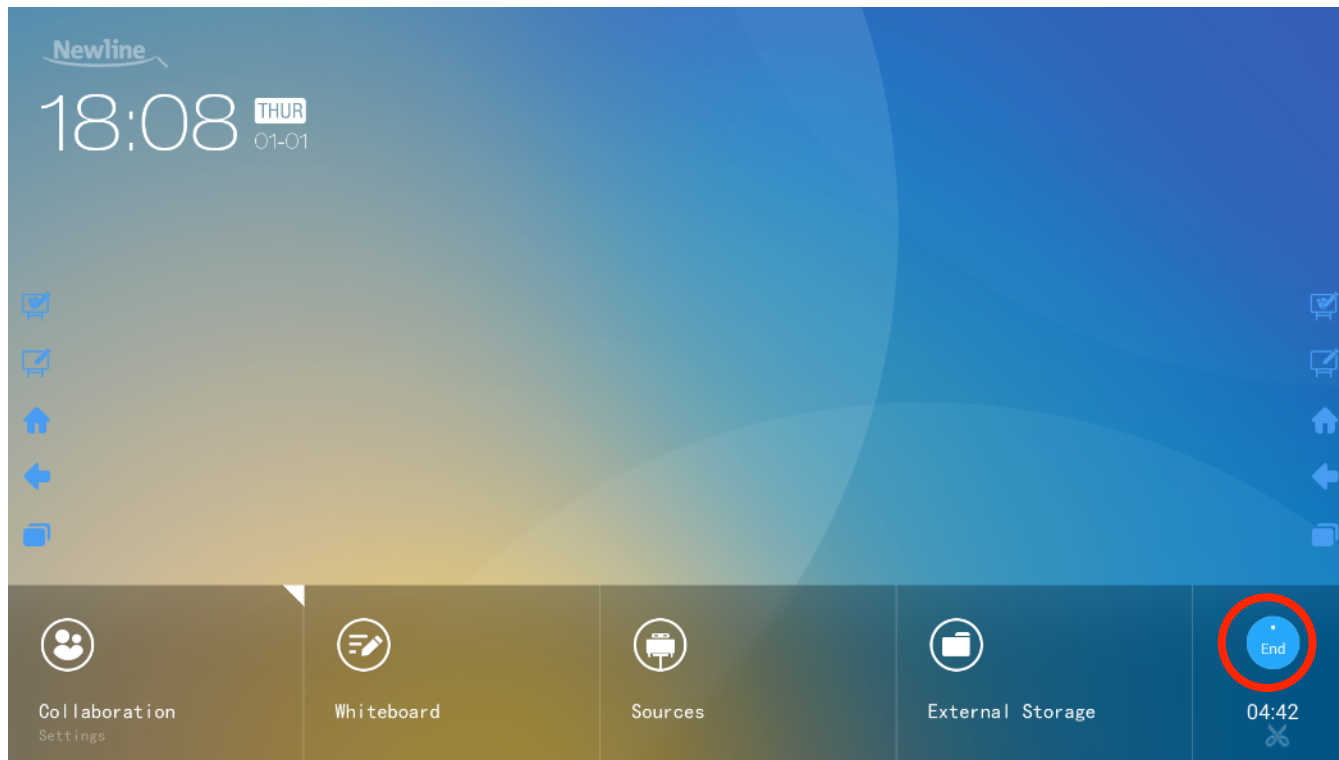 Newline
18:08 THUR
01-01
End
Collaboration
Settings
Whiteboard
Sources
External Storage
04:42